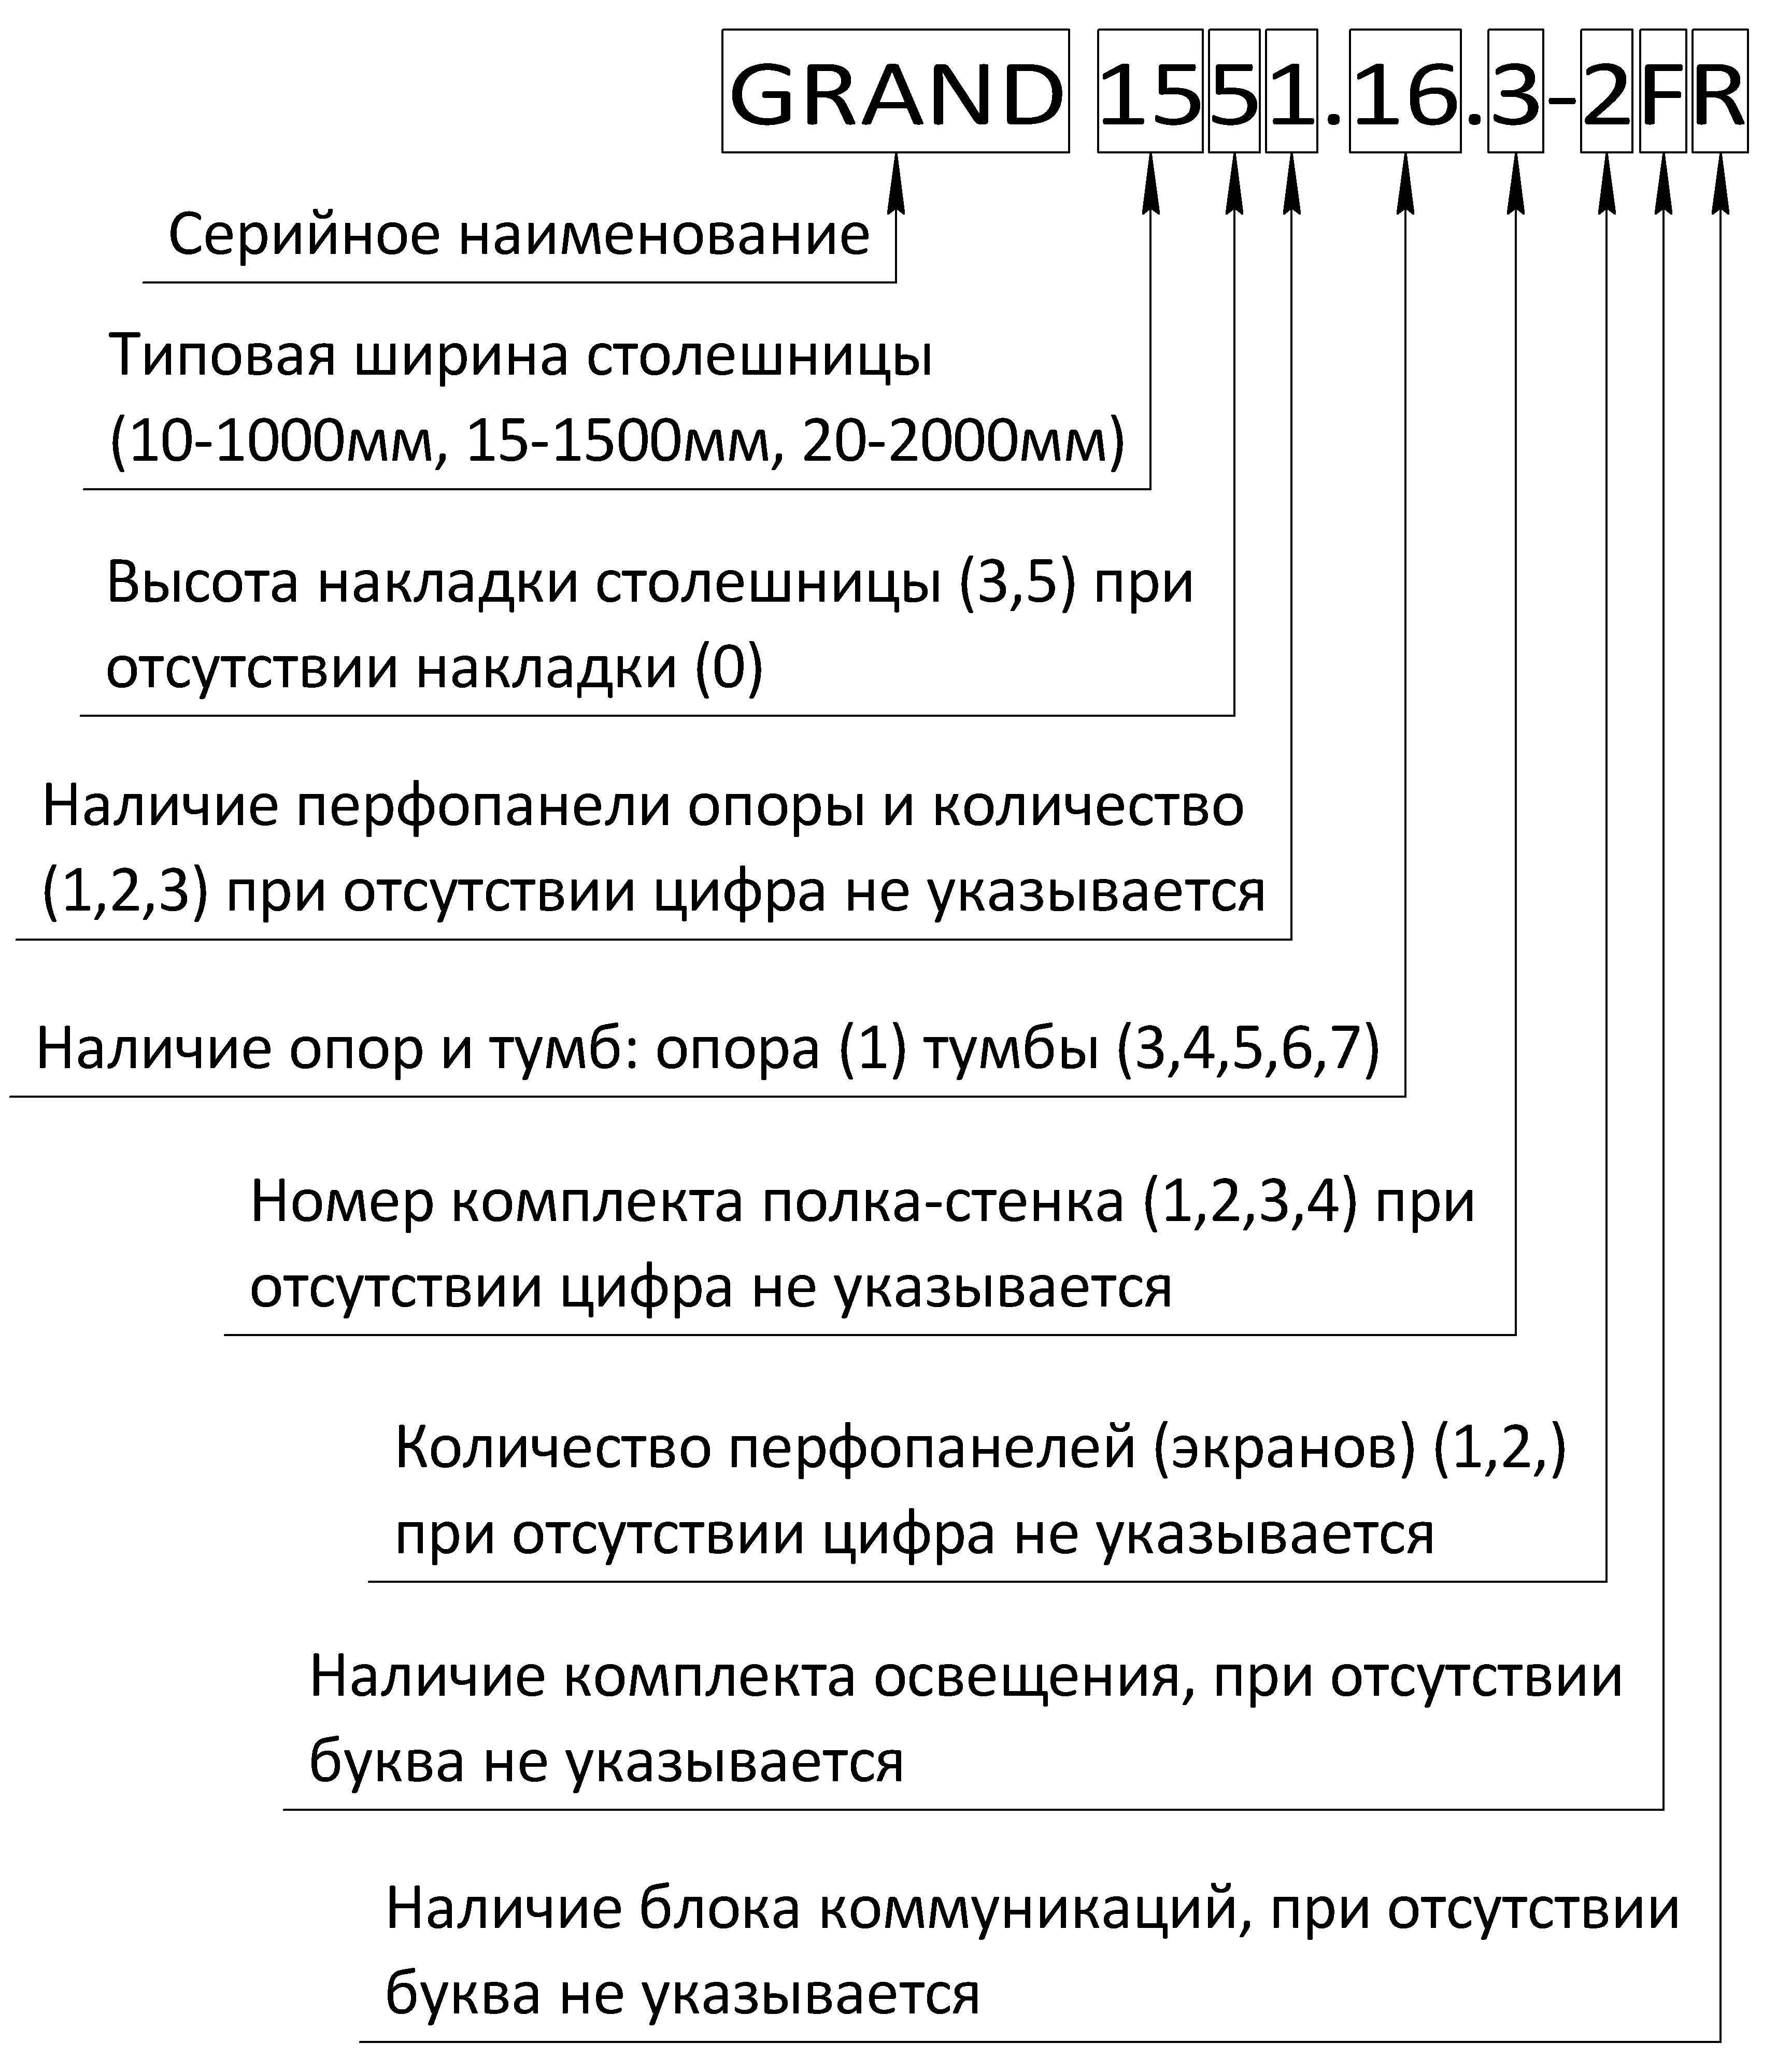 GRAND 1551.16.3-2FR
Серийное наименование
Типовая ширина столешницы
(10-1000мм, 15-1500мм, 20-2000мм)
Высота накладки столешницы (3,5) при
отсутствии накладки (0)
Наличие перфопанели опоры и количество
(1,2,3) при отсутствии цифра не указывается
Наличие опор и тумб: опора (1) тумбы (3,4,5,6,7)
Номер комплекта полка-стенка (1,2,3,4) при
отсутствии цифра не указывается
Количество перфопанелей (экранов) (1,2,)
при отсутствии цифра не указывается
Наличие комплекта освещения, при отсутствии
буква не указывается
Наличие блока коммуникаций, при отсутствии
буква не указывается